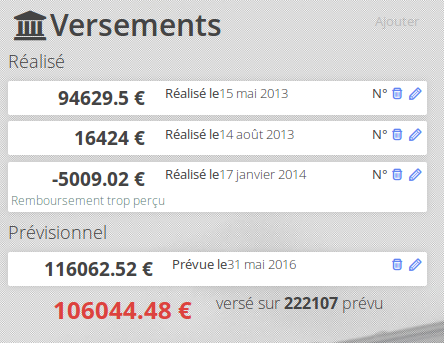 Versements
Ajouter
Réalisé
94629.5 € Réalisé le15 mai 2013 N°
16424 € Réalisé le14 août 2013 N°
-5009.02 € Réalisé le17 janvier 2014 N°
Remboursement trop perçu
Prévisionnel
116062.52 € Prévue le31 mai 2016
106044.48 € versé sur 222107 prévu